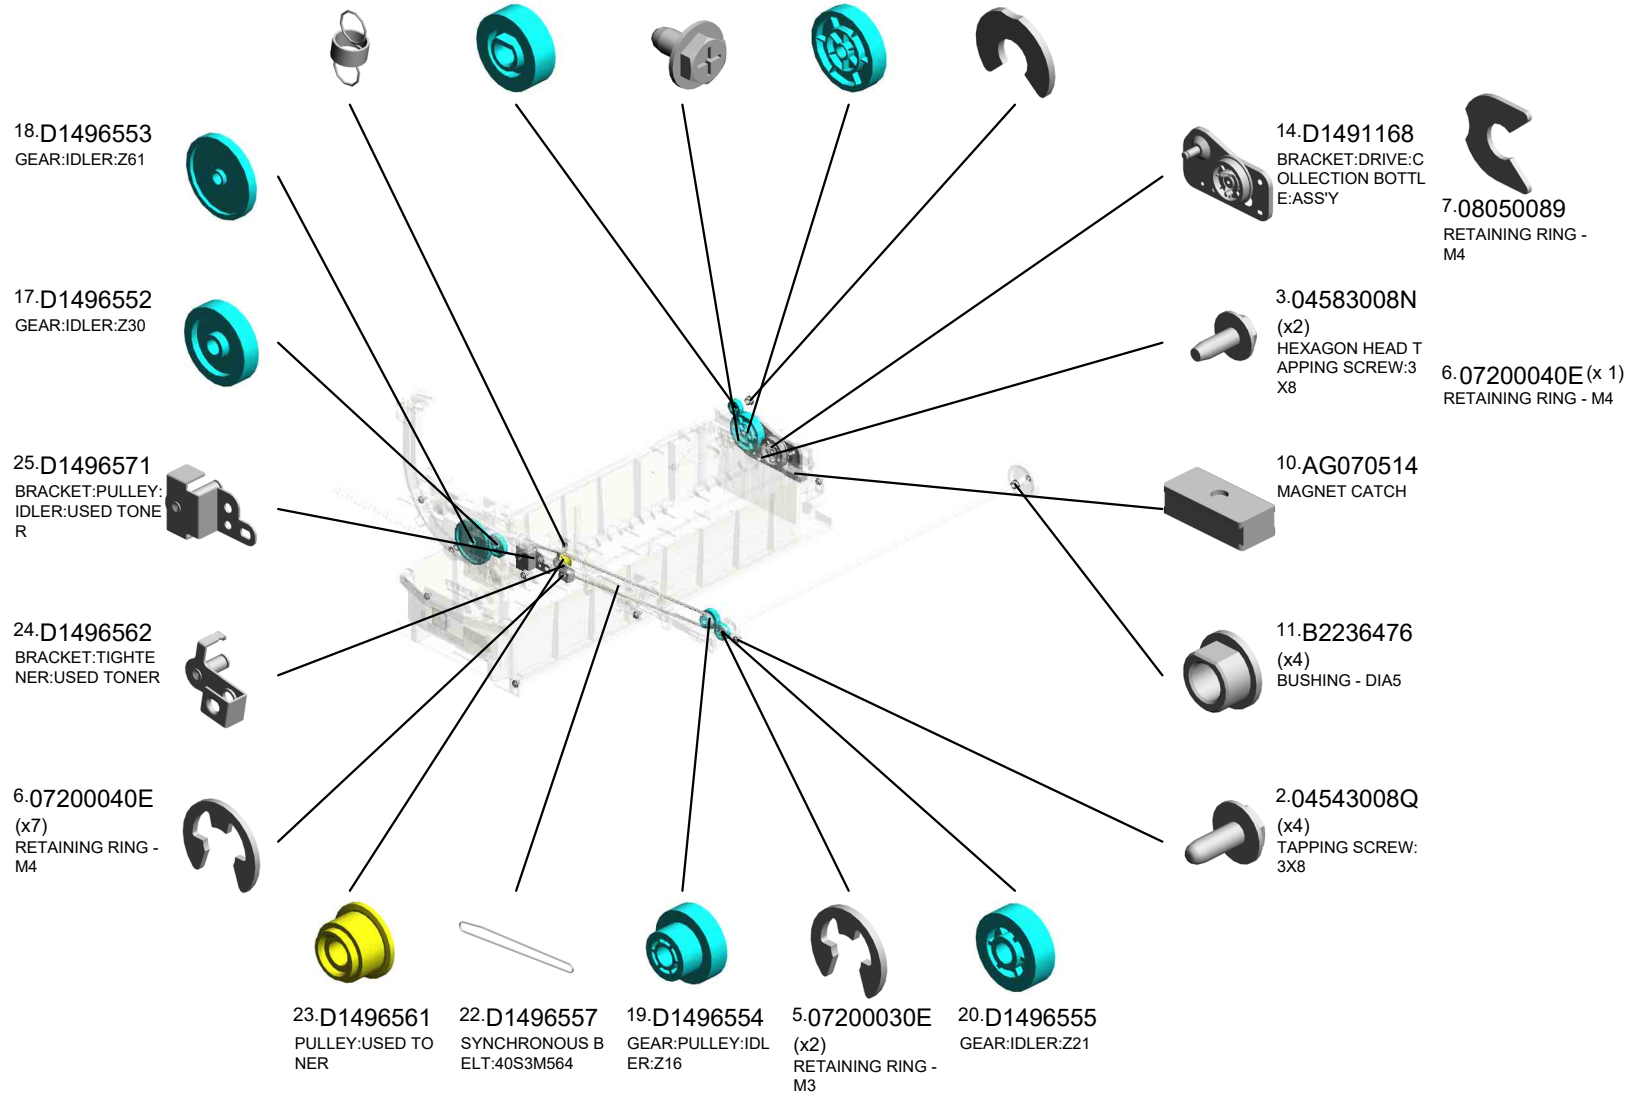 18.D1496553
GEAR:IDLER:Z61
17.D1496552
GEAR:IDLER:Z30
25.D1496571
BRACKET:PULLEY:
IDLER:USED TONE
R
24.D1496562
BRACKET:TIGHTE
NER:USED TONER
6.07200040E
(x7)
RETAINING RING -
M4
14.D1491168
BRACKET:DRIVE:C
OLLECTION BOTTL
E:ASS'Y
7.08050089
RETAINING RING -
M4
3.04583008N
(x2)
HEXAGON HEAD T
APPING SCREW:3
X8
6.07200040E (x 1)
RETAINING RING - M4
10.AG070514
MAGNET CATCH
11.B2236476
(x4)
BUSHING - DIA5
2.04543008Q
(x4)
TAPPING SCREW:
3X8
23.D1496561
PULLEY:USED TO
NER
22.D1496557
SYNCHRONOUS B
ELT:40S3M564
19.D1496554
GEAR:PULLEY:IDL
ER:Z16
5.07200030E
(x2)
RETAINING RING -
M3
20.D1496555
GEAR:IDLER:Z21